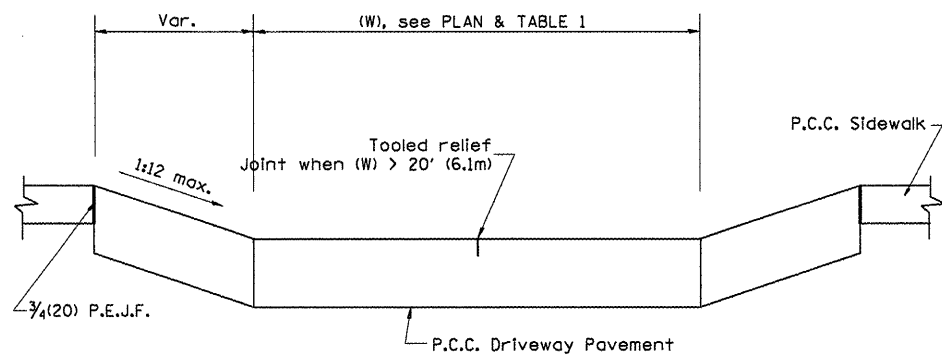 Var.
(W), see PLAN & TABLE 1
P.C.C. Sidewalk
Tooled relief
Joint when (W) > 20' (6.1m)
1:12 max.
¾(20) P.E.J.F.
P.C.C. Driveway Pavement